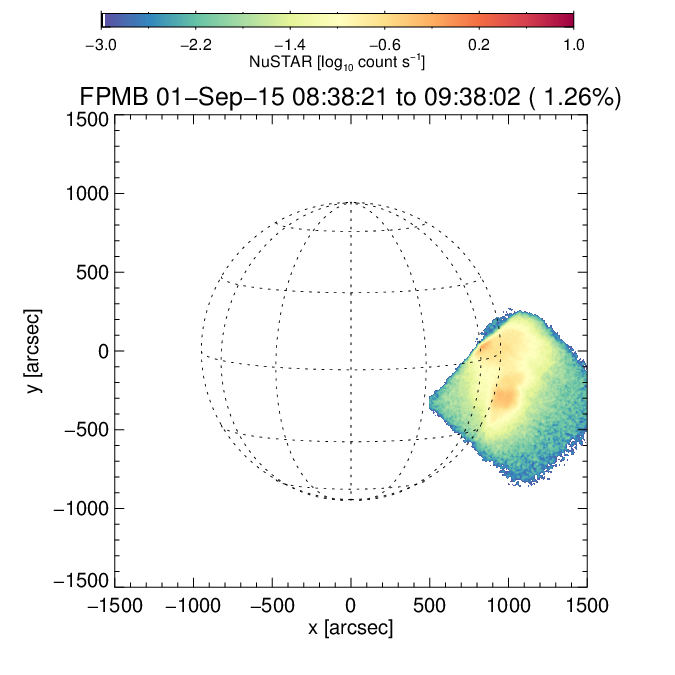 −3.0 −2.2 −1.4 −0.6 0.2 1.0
NuSTAR [log₁₀ count s⁻¹]
FPMB 01−Sep−15 08:38:21 to 09:38:02 ( 1.26%)
1500
1000
500
0
−500
−1000
−1500
y [arcsec]
−1500 −1000 −500 0 500 1000 1500
x [arcsec]